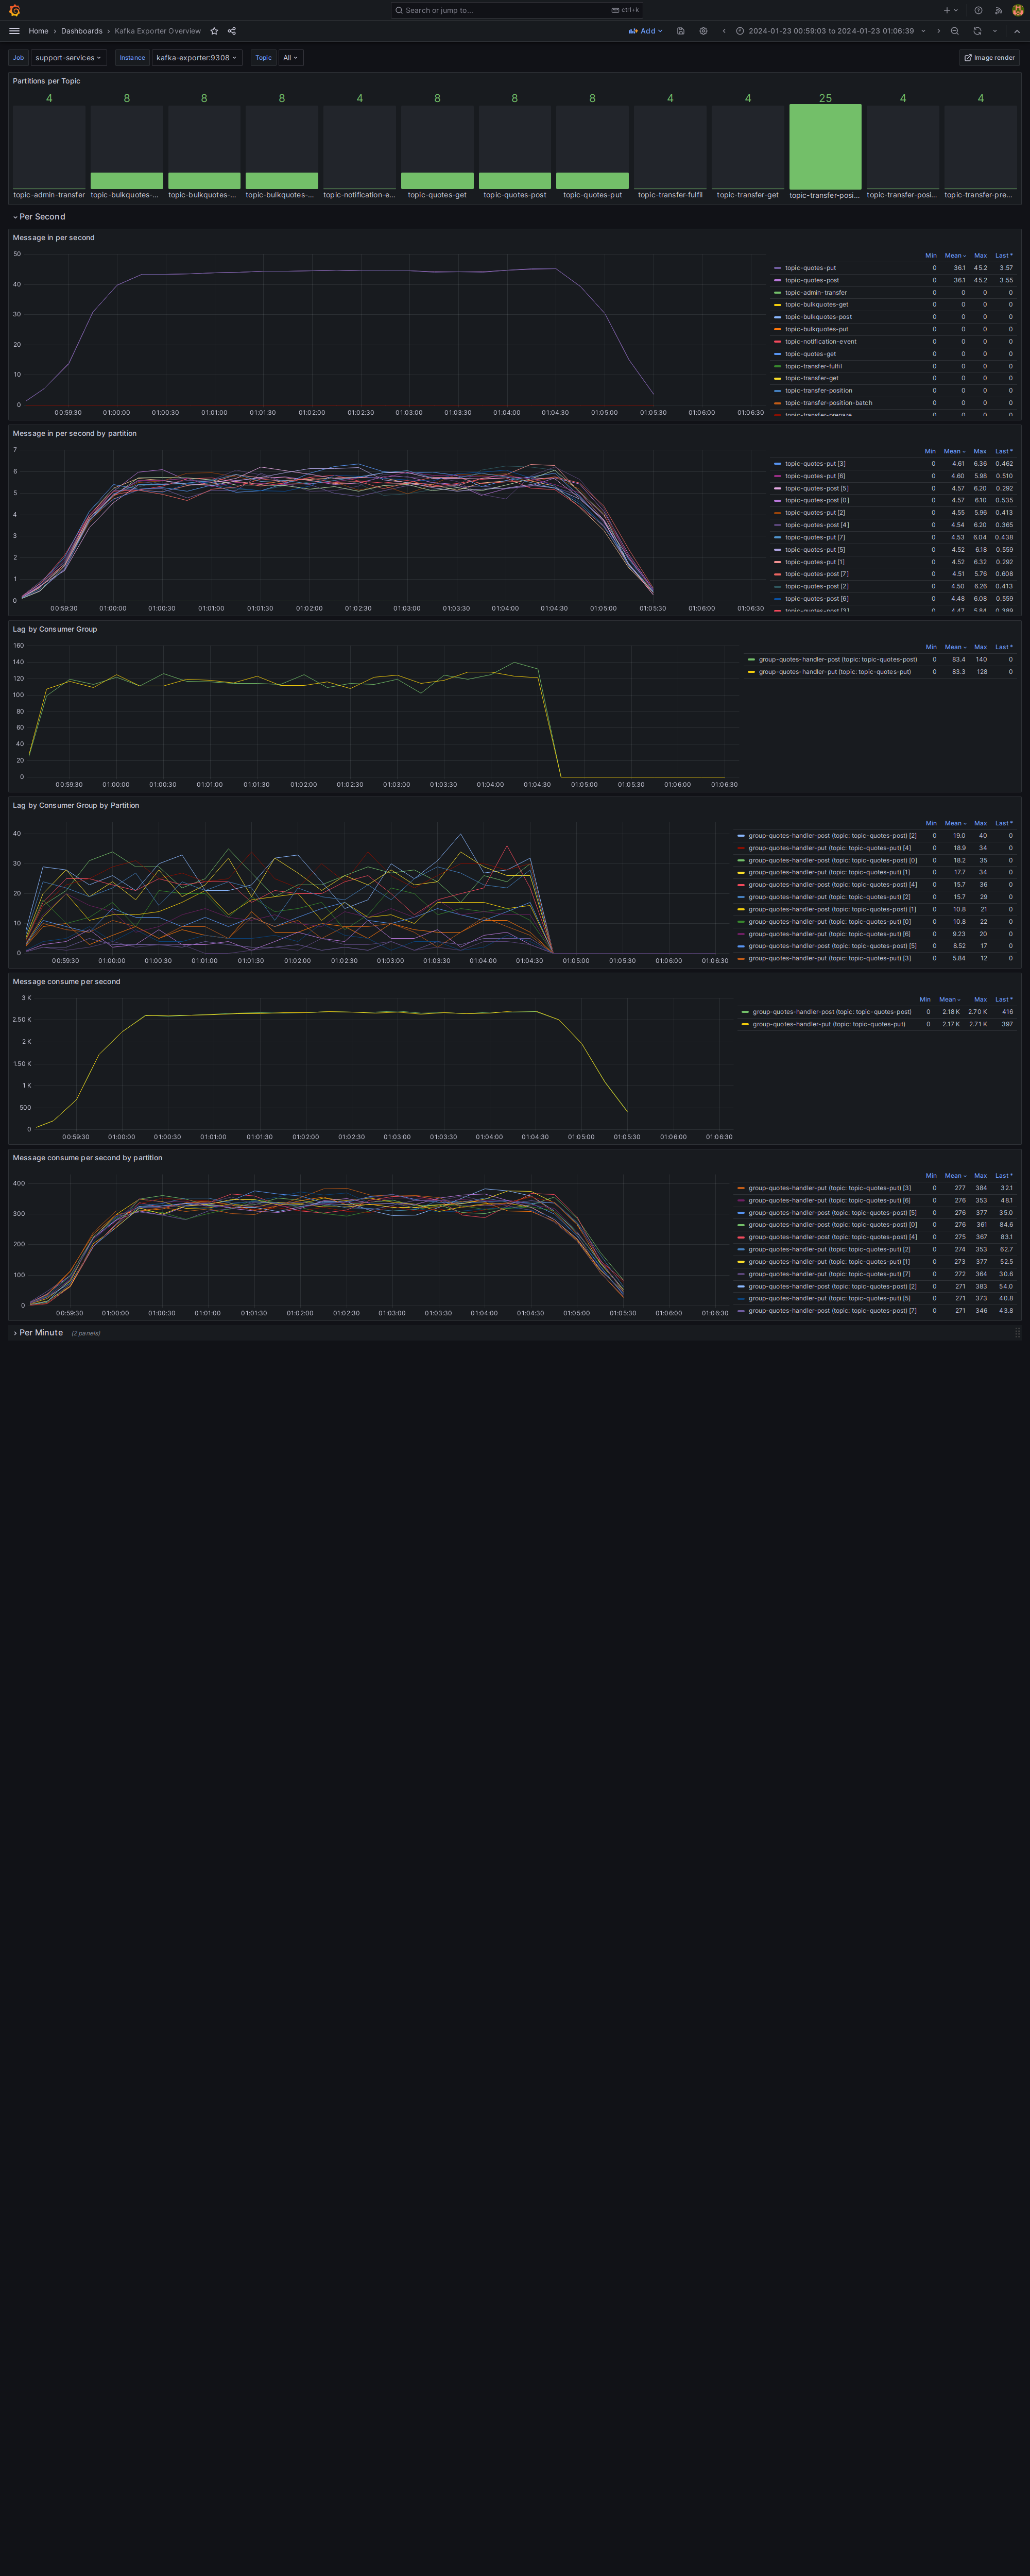 Search or jump to...
ctrl+k
Home › Dashboards › Kafka Exporter Overview
Add
2024-01-23 00:59:03 to 2024-01-23 01:06:39
Job support-services Instance kafka-exporter:9308 Topic All
Image render
Partitions per Topic
4 8 8 8 4 8 8 8 4 4 25 4 4
topic-admin-transfer topic-bulkquotes-... topic-bulkquotes-... topic-bulkquotes-... topic-notification-e... topic-quotes-get topic-quotes-post topic-quotes-put topic-transfer-fulfil topic-transfer-get topic-transfer-posi... topic-transfer-posi... topic-transfer-pre...
Per Second
Message in per second
50
40
30
20
10
0
00:59:30 01:00:00 01:00:30 01:01:00 01:01:30 01:02:00 01:02:30 01:03:00 01:03:30 01:04:00 01:04:30 01:05:00 01:05:30 01:06:00 01:06:30
Min Mean Max Last *
topic-quotes-put 0 36.1 45.2 3.57
topic-quotes-post 0 36.1 45.2 3.55
topic-admin-transfer 0 0 0 0
topic-bulkquotes-get 0 0 0 0
topic-bulkquotes-post 0 0 0 0
topic-bulkquotes-put 0 0 0 0
topic-notification-event 0 0 0 0
topic-quotes-get 0 0 0 0
topic-transfer-fulfil 0 0 0 0
topic-transfer-get 0 0 0 0
topic-transfer-position 0 0 0 0
topic-transfer-position-batch 0 0 0 0
topic-transfer-prepare 0 0 0 0
Message in per second by partition
7
6
5
4
3
2
1
0
00:59:30 01:00:00 01:00:30 01:01:00 01:01:30 01:02:00 01:02:30 01:03:00 01:03:30 01:04:00 01:04:30 01:05:00 01:05:30 01:06:00 01:06:30
Min Mean Max Last *
topic-quotes-put [3] 0 4.61 6.36 0.462
topic-quotes-put [6] 0 4.60 5.98 0.510
topic-quotes-post [5] 0 4.57 6.20 0.292
topic-quotes-post [0] 0 4.57 6.10 0.535
topic-quotes-put [2] 0 4.55 5.96 0.413
topic-quotes-post [4] 0 4.54 6.20 0.365
topic-quotes-put [7] 0 4.53 6.04 0.438
topic-quotes-put [5] 0 4.52 6.18 0.559
topic-quotes-put [1] 0 4.52 6.32 0.292
topic-quotes-post [7] 0 4.51 5.76 0.608
topic-quotes-post [2] 0 4.50 6.26 0.413
topic-quotes-post [6] 0 4.48 6.08 0.559
topic-quotes-post [3] 0 4.47 5.84 0.389
Lag by Consumer Group
160
140
120
100
80
60
40
20
0
00:59:30 01:00:00 01:00:30 01:01:00 01:01:30 01:02:00 01:02:30 01:03:00 01:03:30 01:04:00 01:04:30 01:05:00 01:05:30 01:06:00 01:06:30
Min Mean Max Last *
group-quotes-handler-post (topic: topic-quotes-post) 0 83.4 140 0
group-quotes-handler-put (topic: topic-quotes-put) 0 83.3 128 0
Lag by Consumer Group by Partition
40
30
20
10
0
00:59:30 01:00:00 01:00:30 01:01:00 01:01:30 01:02:00 01:02:30 01:03:00 01:03:30 01:04:00 01:04:30 01:05:00 01:05:30 01:06:00 01:06:30
Min Mean Max Last *
group-quotes-handler-post (topic: topic-quotes-post) [2] 0 19.0 40 0
group-quotes-handler-put (topic: topic-quotes-put) [4] 0 18.9 34 0
group-quotes-handler-post (topic: topic-quotes-post) [0] 0 18.2 35 0
group-quotes-handler-put (topic: topic-quotes-put) [1] 0 17.7 34 0
group-quotes-handler-post (topic: topic-quotes-post) [4] 0 15.7 36 0
group-quotes-handler-put (topic: topic-quotes-put) [2] 0 15.7 29 0
group-quotes-handler-post (topic: topic-quotes-post) [1] 0 10.8 21 0
group-quotes-handler-put (topic: topic-quotes-put) [0] 0 10.8 22 0
group-quotes-handler-put (topic: topic-quotes-put) [6] 0 9.23 20 0
group-quotes-handler-post (topic: topic-quotes-post) [5] 0 8.52 17 0
group-quotes-handler-put (topic: topic-quotes-put) [3] 0 5.84 12 0
Message consume per second
3 K
2.50 K
2 K
1.50 K
1 K
500
0
00:59:30 01:00:00 01:00:30 01:01:00 01:01:30 01:02:00 01:02:30 01:03:00 01:03:30 01:04:00 01:04:30 01:05:00 01:05:30 01:06:00 01:06:30
Min Mean Max Last *
group-quotes-handler-post (topic: topic-quotes-post) 0 2.18 K 2.70 K 416
group-quotes-handler-put (topic: topic-quotes-put) 0 2.17 K 2.71 K 397
Message consume per second by partition
400
300
200
100
0
00:59:30 01:00:00 01:00:30 01:01:00 01:01:30 01:02:00 01:02:30 01:03:00 01:03:30 01:04:00 01:04:30 01:05:00 01:05:30 01:06:00 01:06:30
Min Mean Max Last *
group-quotes-handler-put (topic: topic-quotes-put) [3] 0 277 384 32.1
group-quotes-handler-put (topic: topic-quotes-put) [6] 0 276 353 48.1
group-quotes-handler-post (topic: topic-quotes-post) [5] 0 276 377 35.0
group-quotes-handler-post (topic: topic-quotes-post) [0] 0 276 361 84.6
group-quotes-handler-post (topic: topic-quotes-post) [4] 0 275 367 83.1
group-quotes-handler-put (topic: topic-quotes-put) [2] 0 274 353 62.7
group-quotes-handler-put (topic: topic-quotes-put) [1] 0 273 377 52.5
group-quotes-handler-put (topic: topic-quotes-put) [7] 0 272 364 30.6
group-quotes-handler-post (topic: topic-quotes-post) [2] 0 271 383 54.0
group-quotes-handler-put (topic: topic-quotes-put) [5] 0 271 373 40.8
group-quotes-handler-post (topic: topic-quotes-post) [7] 0 271 346 43.8
Per Minute (2 panels)